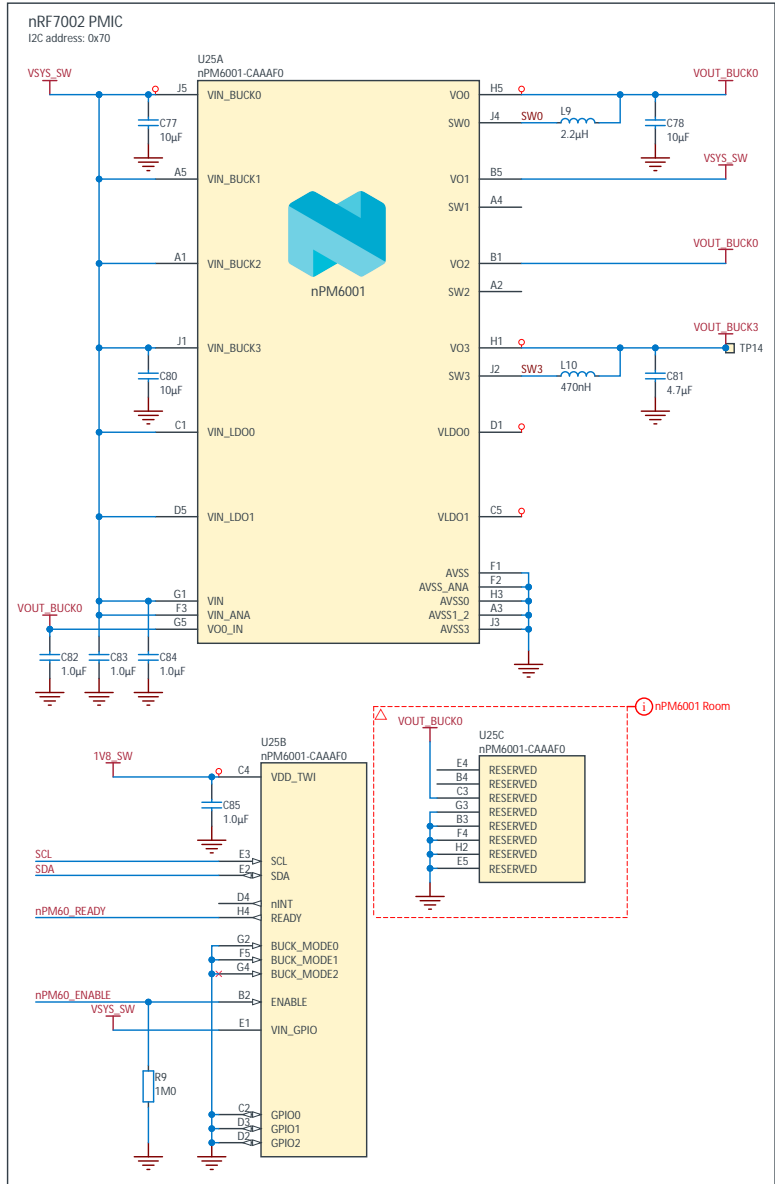 nRF7002 PMIC
I2C address: 0x70
U25A
nPM6001-CAAAF0
VSYS_SW
J5 VIN_BUCK0
C77
10µF
A5 VIN_BUCK1
A1 VIN_BUCK2
J1 VIN_BUCK3
C80
10µF
C1 VIN_LDO0
D5 VIN_LDO1
G1 VIN
F3 VIN_ANA
G5 VO0_IN
VOUT_BUCK0
C82
1.0µF
C83
1.0µF
C84
1.0µF
nPM6001
VO0 H5
VOUT_BUCK0
SW0 J4 SW0
L9
2.2µH
C78
10µF
VO1 B5
VSYS_SW
SW1 A4
VO2 B1
VOUT_BUCK0
SW2 A2
VO3 H1
VOUT_BUCK3
TP14
SW3 J2 SW3
L10
470nH
C81
4.7µF
VLDO0 D1
VLDO1 C5
AVSS F1
AVSS_ANA F2
AVSS0 H3
AVSS1_2 A3
AVSS3 J3
U25B
nPM6001-CAAAF0
1V8_SW
C4 VDD_TWI
C85
1.0µF
SCL E3 SCL
SDA E2 SDA
D4 nINT
nPM60_READY H4 READY
G2 BUCK_MODE0
F5 BUCK_MODE1
G4 BUCK_MODE2
nPM60_ENABLE B2 ENABLE
VSYS_SW
E1 VIN_GPIO
R9
1M0
C2 GPIO0
D3 GPIO1
D2 GPIO2
i nPM6001 Room
VOUT_BUCK0
U25C
nPM6001-CAAAF0
E4 RESERVED
B4 RESERVED
C3 RESERVED
G3 RESERVED
B3 RESERVED
F4 RESERVED
H2 RESERVED
E5 RESERVED